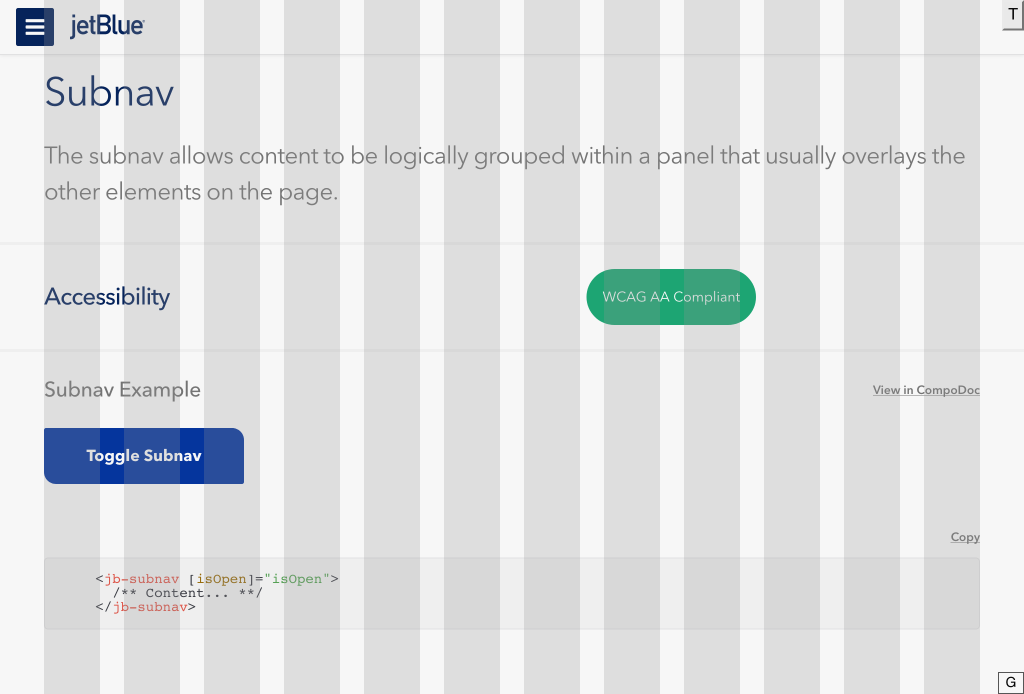 jetBlue
T
Subnav
The subnav allows content to be logically grouped within a panel that usually overlays the
other elements on the page.
Accessibility
WCAG AA Compliant
Subnav Example
View in CompoDoc
Toggle Subnav
Copy
<jb-subnav [isOpen]="isOpen">
/** Content... **/
</jb-subnav>
G